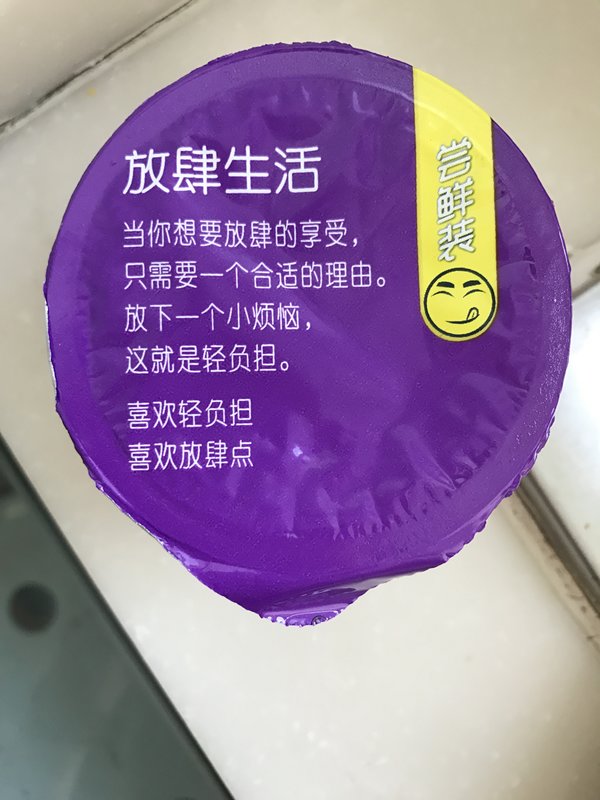 放肆生活
当你想要放肆的享受，
只需要一个合适的理由。
放下一个小烦恼，
这就是轻负担。
喜欢轻负担
喜欢放肆点
尝鲜装